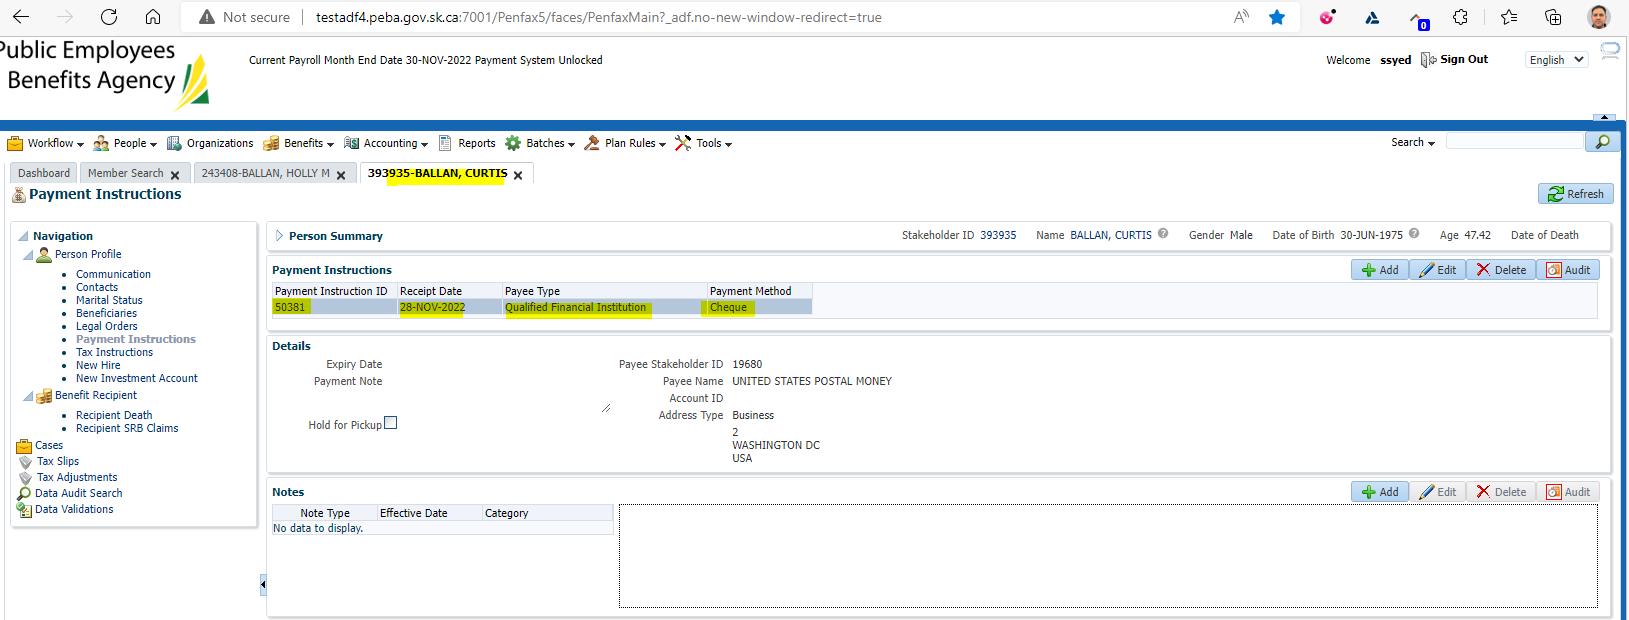 Not secure testadf4.peba.gov.sk.ca:7001/Penfax5/faces/PenfaxMain?_adf.no-new-window-redirect=true
0
Public Employees
Benefits Agency
Current Payroll Month End Date 30-NOV-2022 Payment System Unlocked
Welcome ssyed Sign Out English
Workflow People Organizations Benefits Accounting Reports Batches Plan Rules Tools Search
Dashboard Member Search 243408-BALLAN, HOLLY M 393935-BALLAN, CURTIS
Payment Instructions Refresh
Navigation
Person Profile
Communication
Contacts
Marital Status
Beneficiaries
Legal Orders
Payment Instructions
Tax Instructions
New Hire
New Investment Account
Benefit Recipient
Recipient Death
Recipient SRB Claims
Cases
Tax Slips
Tax Adjustments
Data Audit Search
Data Validations
Person Summary Stakeholder ID 393935 Name BALLAN, CURTIS Gender Male Date of Birth 30-JUN-1975 Age 47.42 Date of Death
Payment Instructions Add Edit Delete Audit
Payment Instruction ID Receipt Date Payee Type Payment Method
50381 28-NOV-2022 Qualified Financial Institution Cheque
Details
Expiry Date Payee Stakeholder ID 19680
Payment Note Payee Name UNITED STATES POSTAL MONEY
Account ID
Address Type Business
Hold for Pickup
2
WASHINGTON DC
USA
Notes Add Edit Delete Audit
Note Type Effective Date Category
No data to display.